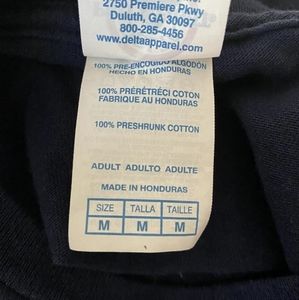 2750 Premiere Pkwy
Duluth, GA 30097
800-285-4456
www.deltaapparel.com
100% PRE-ENCOGIDO ALGODÓN
HECHO EN HONDURAS
100% PRÉRÉTRÉCI COTON
FABRIQUE AU HONDURAS
100% PRESHRUNK COTTON
ADULT ADULTO ADULTE
MADE IN HONDURAS
SIZE TALLA TAILLE
M M M